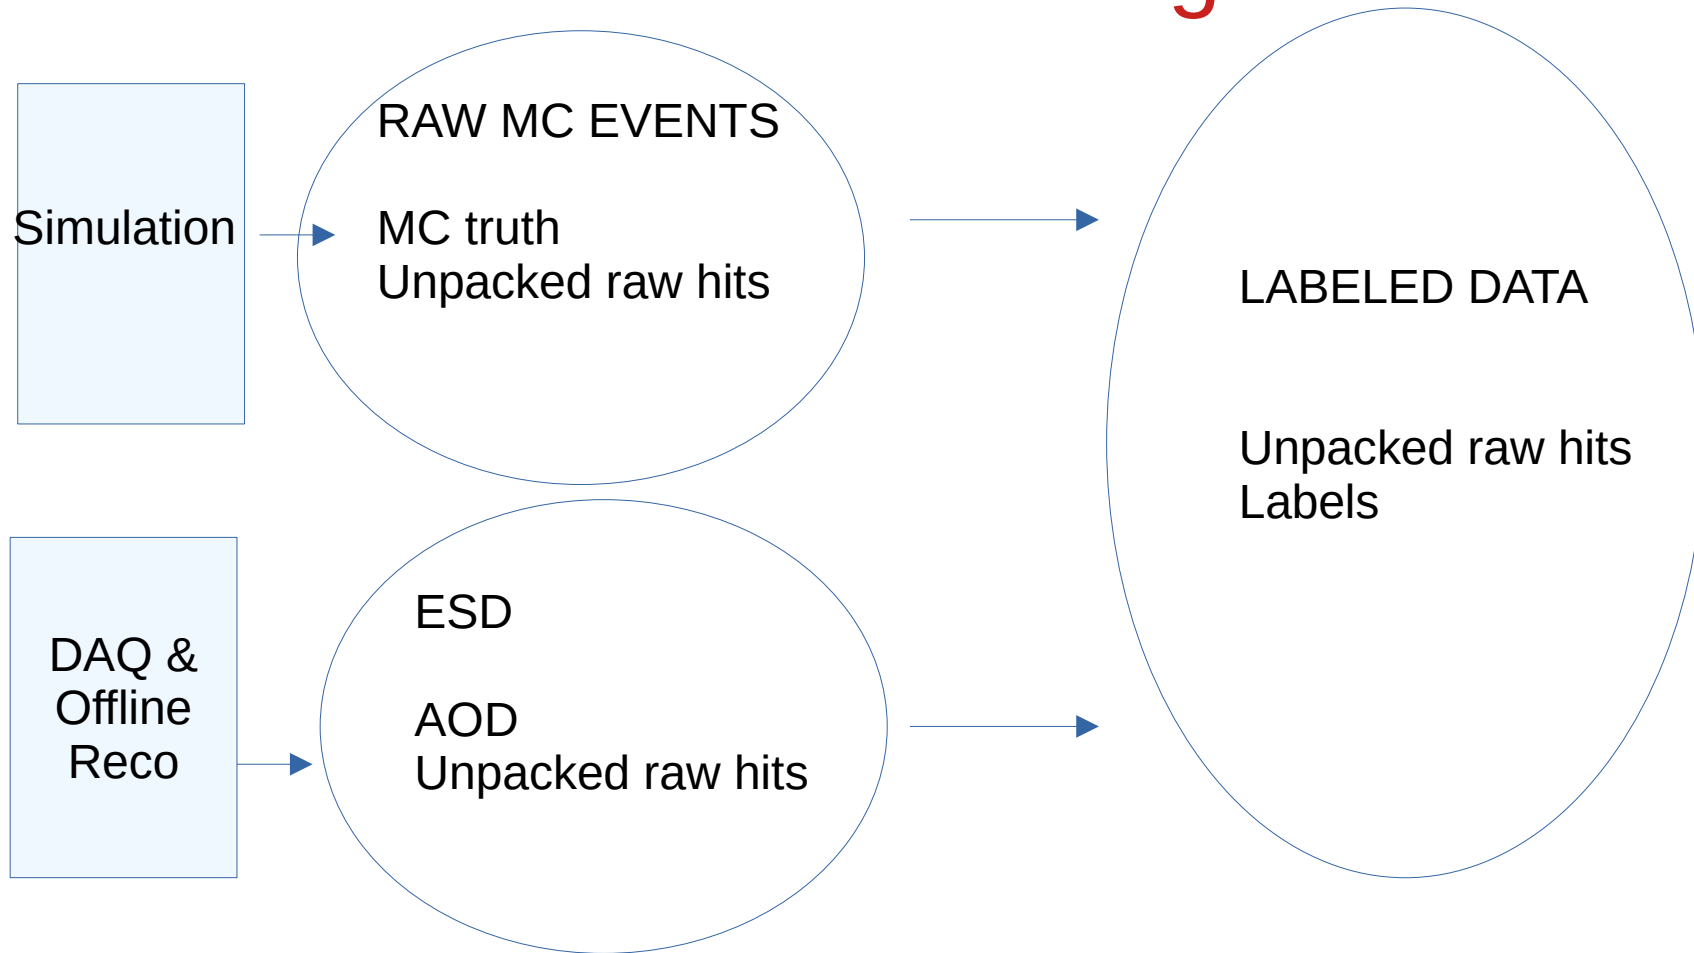 Simulation
RAW MC EVENTS
MC truth
Unpacked raw hits
DAQ &
Offline
Reco
ESD
AOD
Unpacked raw hits
LABELED DATA
Unpacked raw hits
Labels